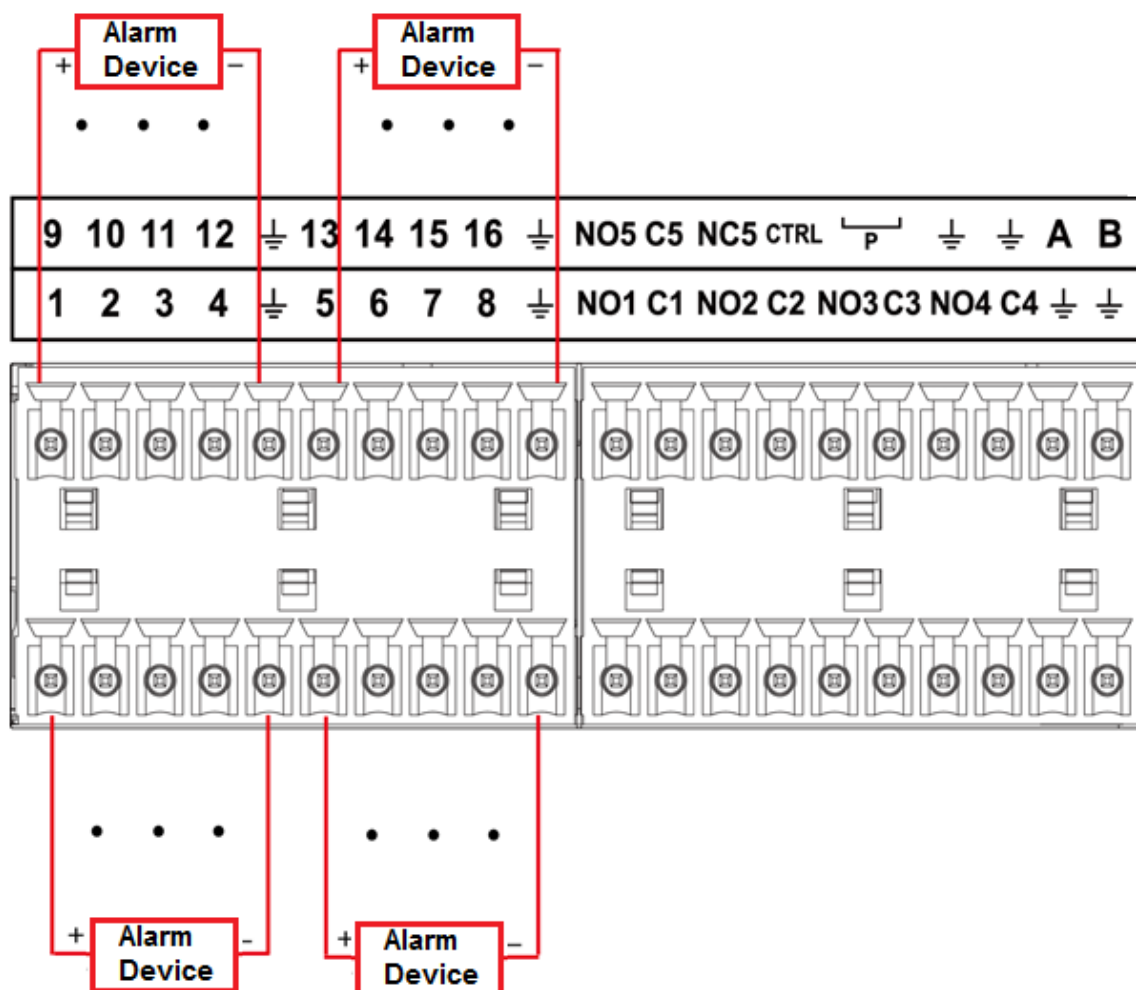 Alarm Device
Alarm Device
+ − + −
9 10 11 12 ⏚ 13 14 15 16 ⏚ NO5 C5 NC5 CTRL P ⏚ ⏚ A B
1 2 3 4 ⏚ 5 6 7 8 ⏚ NO1 C1 NO2 C2 NO3 C3 NO4 C4 ⏚ ⏚
+ - + −
Alarm Device
Alarm Device